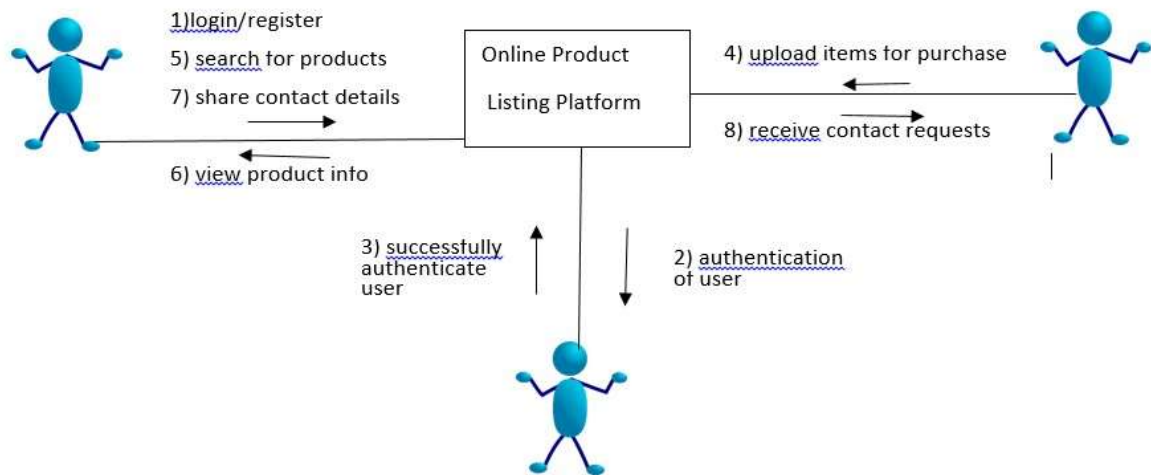 1)login/register
5) search for products
7) share contact details
6) view product info
Online Product
Listing Platform
4) upload items for purchase
8) receive contact requests
3) successfully
authenticate
user
2) authentication
of user